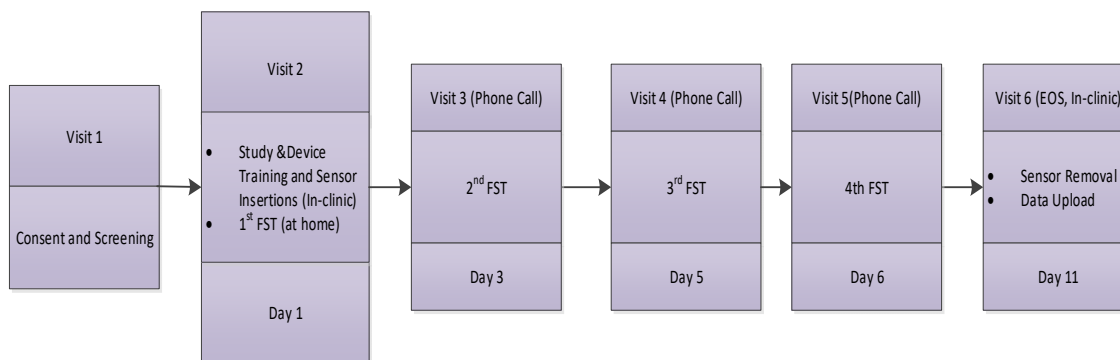 Visit 1
Consent and Screening
Visit 2
• Study &Device
Training and Sensor
Insertions (In-clinic)
• 1st FST (at home)
Day 1
Visit 3 (Phone Call)
2nd FST
Day 3
Visit 4 (Phone Call)
3rd FST
Day 5
Visit 5(Phone Call)
4th FST
Day 6
Visit 6 (EOS, In-clinic)
• Sensor Removal
• Data Upload
Day 11